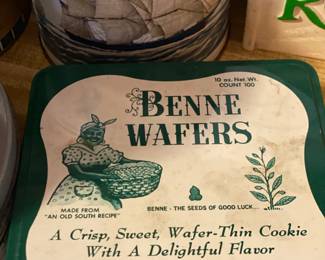 10 oz. Net Wt.
COUNT 100
BENNE
WAFERS
MADE FROM
"AN OLD SOUTH RECIPE"
BENNE - THE SEEDS OF GOOD LUCK...
A Crisp, Sweet, Wafer-Thin Cookie
With A Delightful Flavor